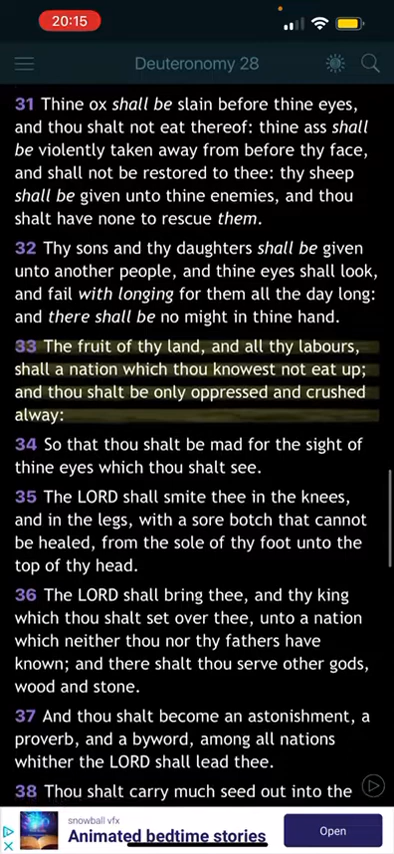 20:15
Deuteronomy 28
31 Thine ox shall be slain before thine eyes,
and thou shalt not eat thereof: thine ass shall
be violently taken away from before thy face,
and shall not be restored to thee: thy sheep
shall be given unto thine enemies, and thou
shalt have none to rescue them.
32 Thy sons and thy daughters shall be given
unto another people, and thine eyes shall look,
and fail with longing for them all the day long:
and there shall be no might in thine hand.
33 The fruit of thy land, and all thy labours,
shall a nation which thou knowest not eat up;
and thou shalt be only oppressed and crushed
alway:
34 So that thou shalt be mad for the sight of
thine eyes which thou shalt see.
35 The LORD shall smite thee in the knees,
and in the legs, with a sore botch that cannot
be healed, from the sole of thy foot unto the
top of thy head.
36 The LORD shall bring thee, and thy king
which thou shalt set over thee, unto a nation
which neither thou nor thy fathers have
known; and there shalt thou serve other gods,
wood and stone.
37 And thou shalt become an astonishment, a
proverb, and a byword, among all nations
whither the LORD shall lead thee.
38 Thou shalt carry much seed out into the
snowball vfx
Animated bedtime stories
Open